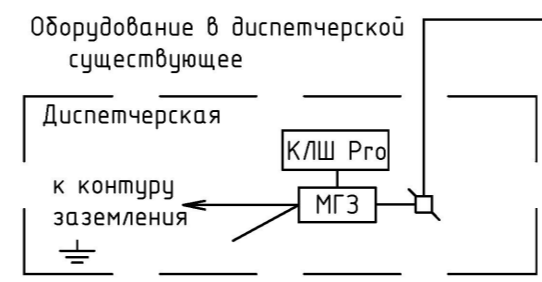 Оборудование в диспетчерской
существующее
Диспетчерская
КЛШ Pro
к контуру
заземления
МГЗ